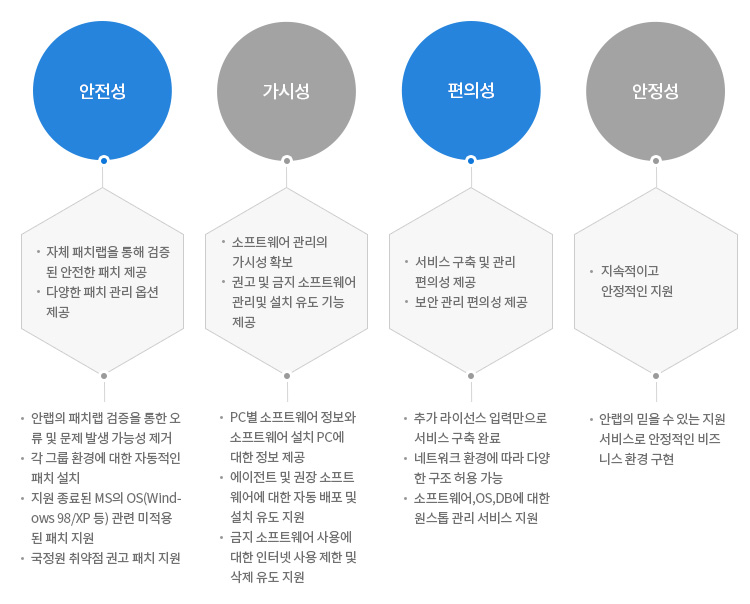 안전성
• 자체 패치랩을 통해 검증
된 안전한 패치 제공
• 다양한 패치 관리 옵션
제공
• 안랩의 패치랩 검증을 통한 오
류 및 문제 발생 가능성 제거
• 각 그룹 환경에 대한 자동적인
패치 설치
• 지원 종료된 MS의 OS(Wind-
ows 98/XP 등) 관련 미적용
된 패치 지원
• 국정원 취약점 권고 패치 지원
가시성
• 소프트웨어 관리의
가시성 확보
• 권고 및 금지 소프트웨어
관리및 설치 유도 기능
제공
• PC별 소프트웨어 정보와
소프트웨어 설치 PC에
대한 정보 제공
• 에이전트 및 권장 소프트
웨어에 대한 자동 배포 및
설치 유도 지원
• 금지 소프트웨어 사용에
대한 인터넷 사용 제한 및
삭제 유도 지원
편의성
• 서비스 구축 및 관리
편의성 제공
• 보안 관리 편의성 제공
• 추가 라이선스 입력만으로
서비스 구축 완료
• 네트워크 환경에 따라 다양
한 구조 허용 가능
• 소프트웨어,OS,DB에 대한
원스톱 관리 서비스 지원
안정성
• 지속적이고
안정적인 지원
• 안랩의 믿을 수 있는 지원
서비스로 안정적인 비즈
니스 환경 구현